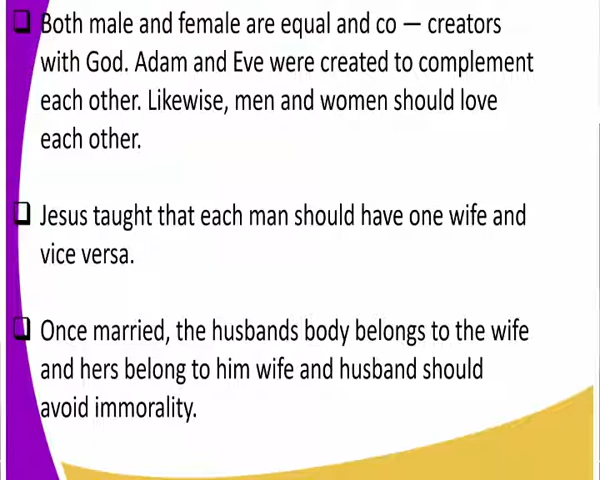 ❑ Both male and female are equal and co — creators
with God. Adam and Eve were created to complement
each other. Likewise, men and women should love
each other.
❑ Jesus taught that each man should have one wife and
vice versa.
❑ Once married, the husbands body belongs to the wife
and hers belong to him wife and husband should
avoid immorality.